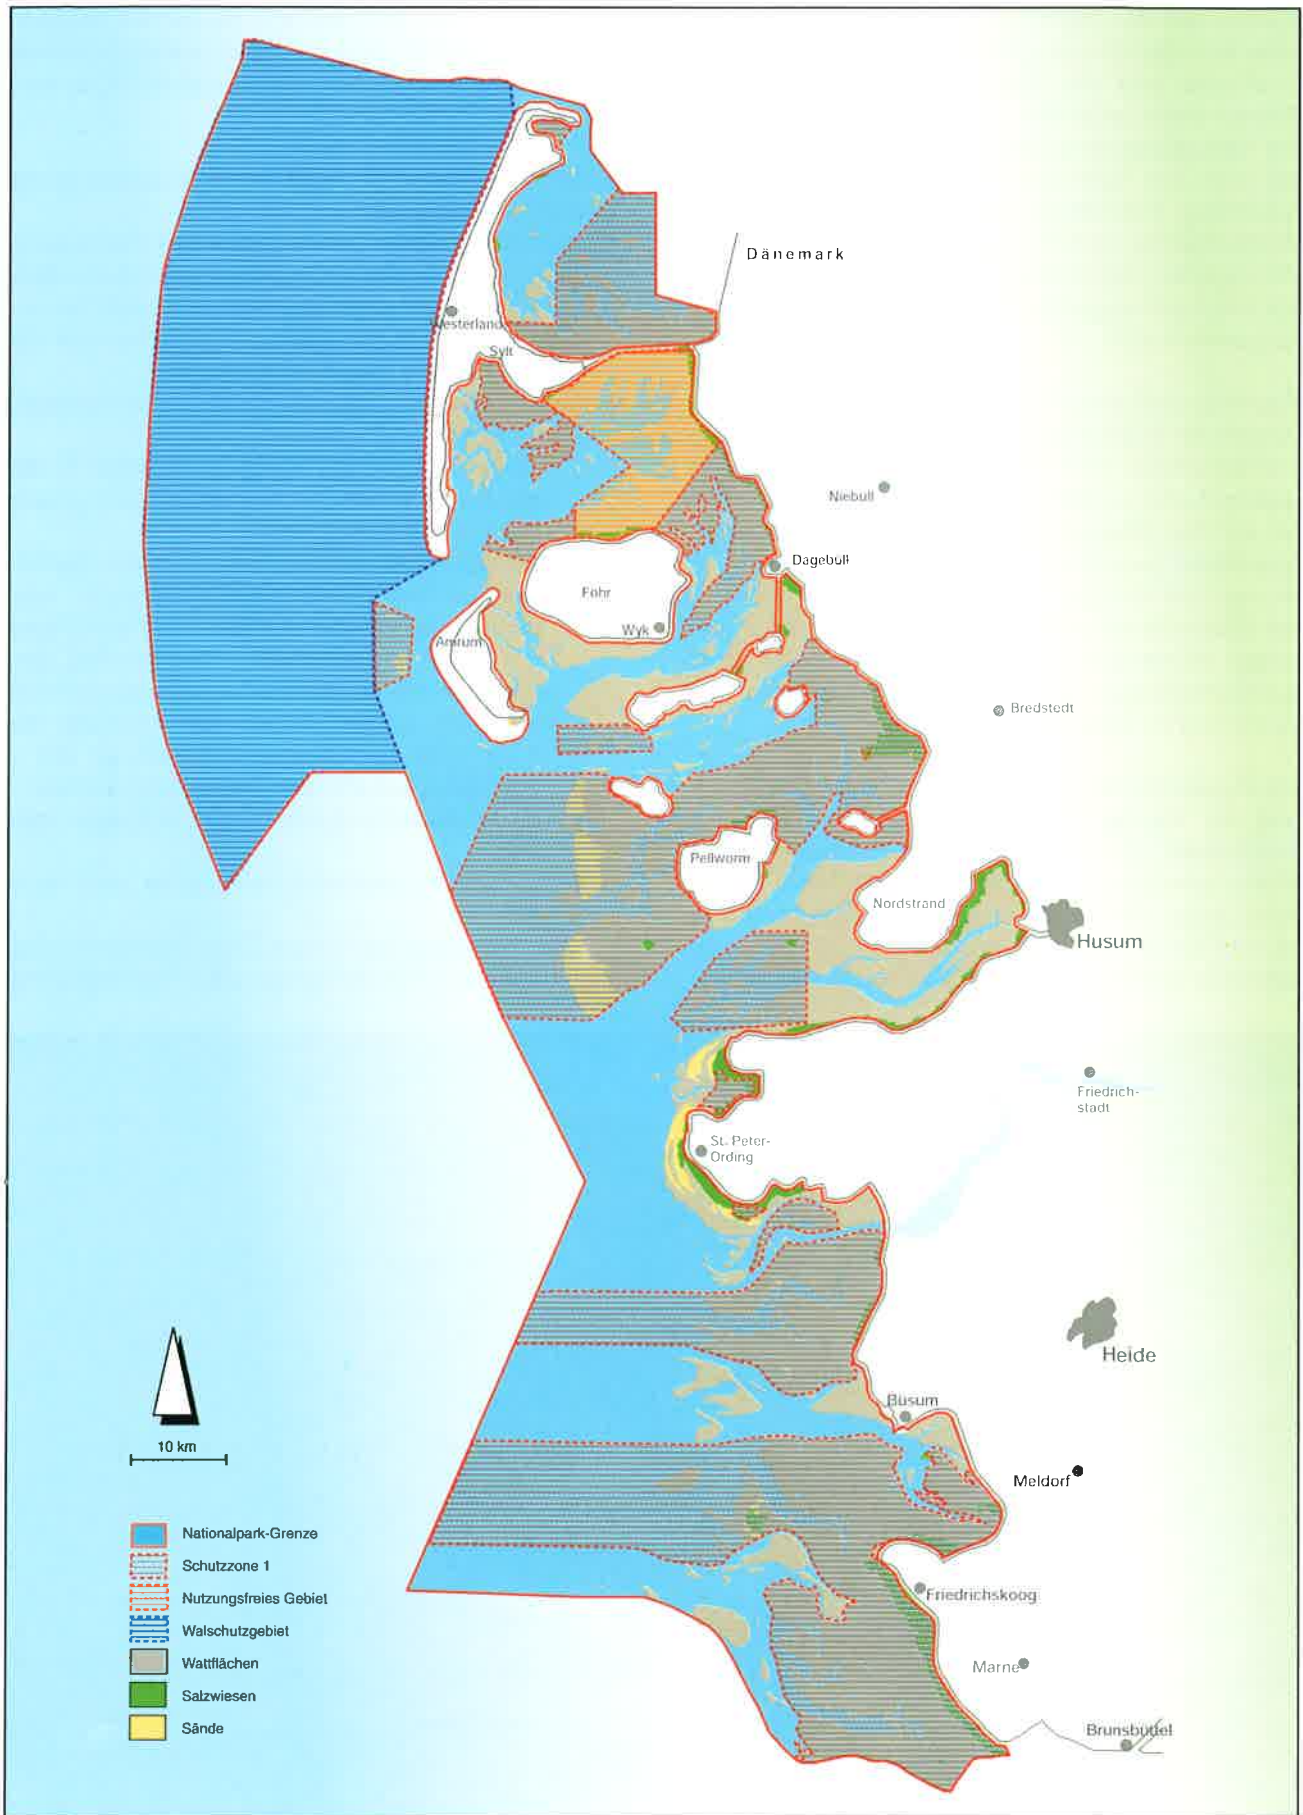 Dänemark
Westerland
Sylt
Niebüll
Dagebüll
Föhr
Wyk
Amrum
Bredstedt
Pellworm
Nordstrand
Husum
Friedrich-
stadt
St. Peter-
Ording
Heide
Büsum
10 km
Meldorf
Nationalpark-Grenze
Schutzzone 1
Nutzungsfreies Gebiet
Walschutzgebiet
Wattflächen
Salzwiesen
Sände
Friedrichskoog
Marne
Brunsbüttel